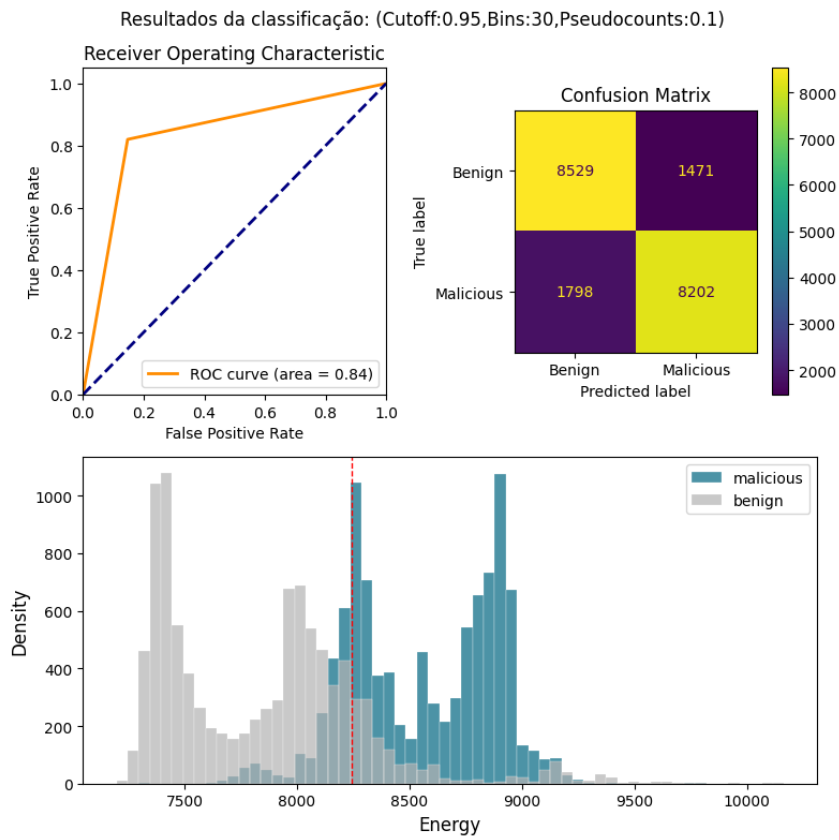 Resultados da classificação: (Cutoff:0.95,Bins:30,Pseudocounts:0.1)
Receiver Operating Characteristic
True Positive Rate
1.0
0.8
0.6
0.4
0.2
0.0
0.0 0.2 0.4 0.6 0.8 1.0
False Positive Rate
ROC curve (area = 0.84)
Confusion Matrix
True label
Benign
Malicious
8529 1471
1798 8202
Benign Malicious
Predicted label
8000
7000
6000
5000
4000
3000
2000
Density
1000
800
600
400
200
0
malicious
benign
7500 8000 8500 9000 9500 10000
Energy